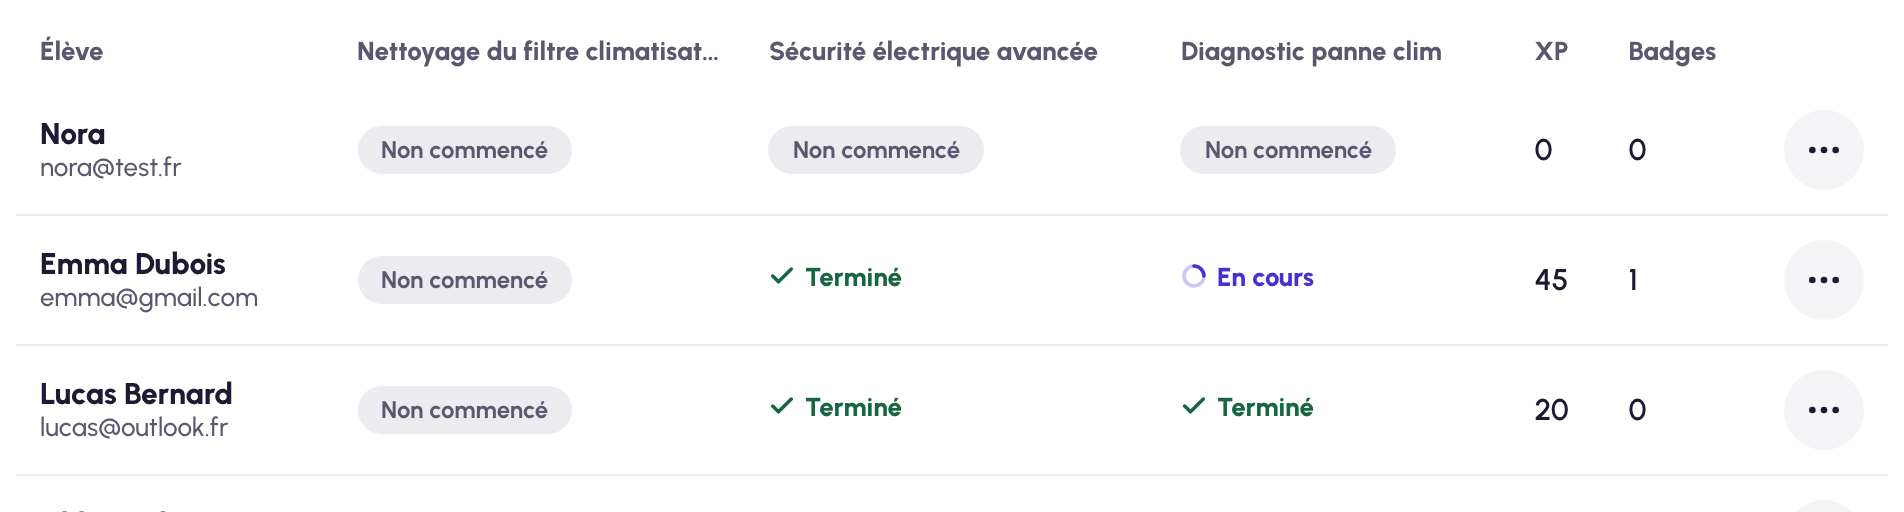 Élève Nettoyage du filtre climatisat... Sécurité électrique avancée Diagnostic panne clim XP Badges
Nora
nora@test.fr
Non commencé Non commencé Non commencé 0 0
Emma Dubois
emma@gmail.com
Non commencé Terminé En cours 45 1
Lucas Bernard
lucas@outlook.fr
Non commencé Terminé Terminé 20 0